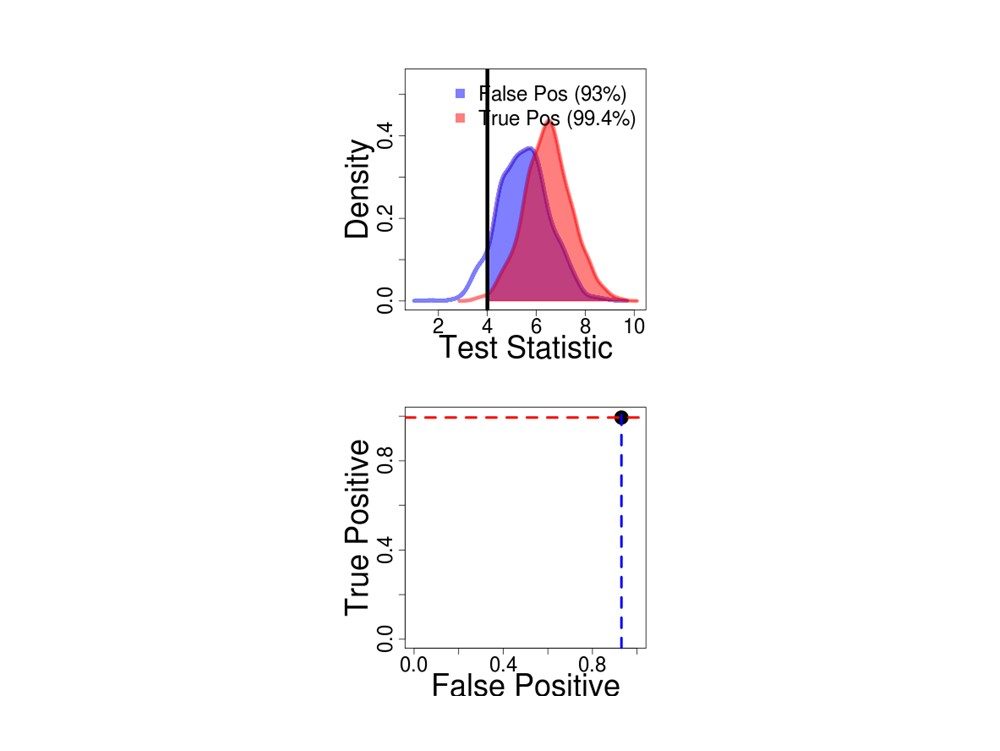 False Pos (93%)
True Pos (99.4%)
Density
0.0 0.2 0.4
2 4 6 8 10
Test Statistic
True Positive
0.0 0.4 0.8
0.0 0.4 0.8
False Positive